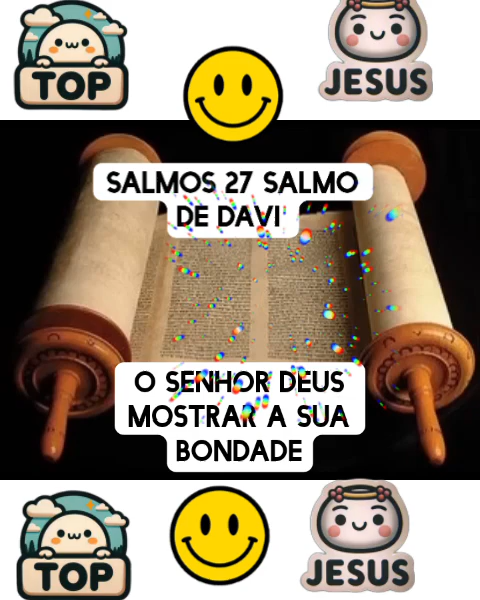 TOP
JESUS
SALMOS 27 SALMO
DE DAVI
O SENHOR DEUS
MOSTRAR A SUA
BONDADE
TOP
JESUS